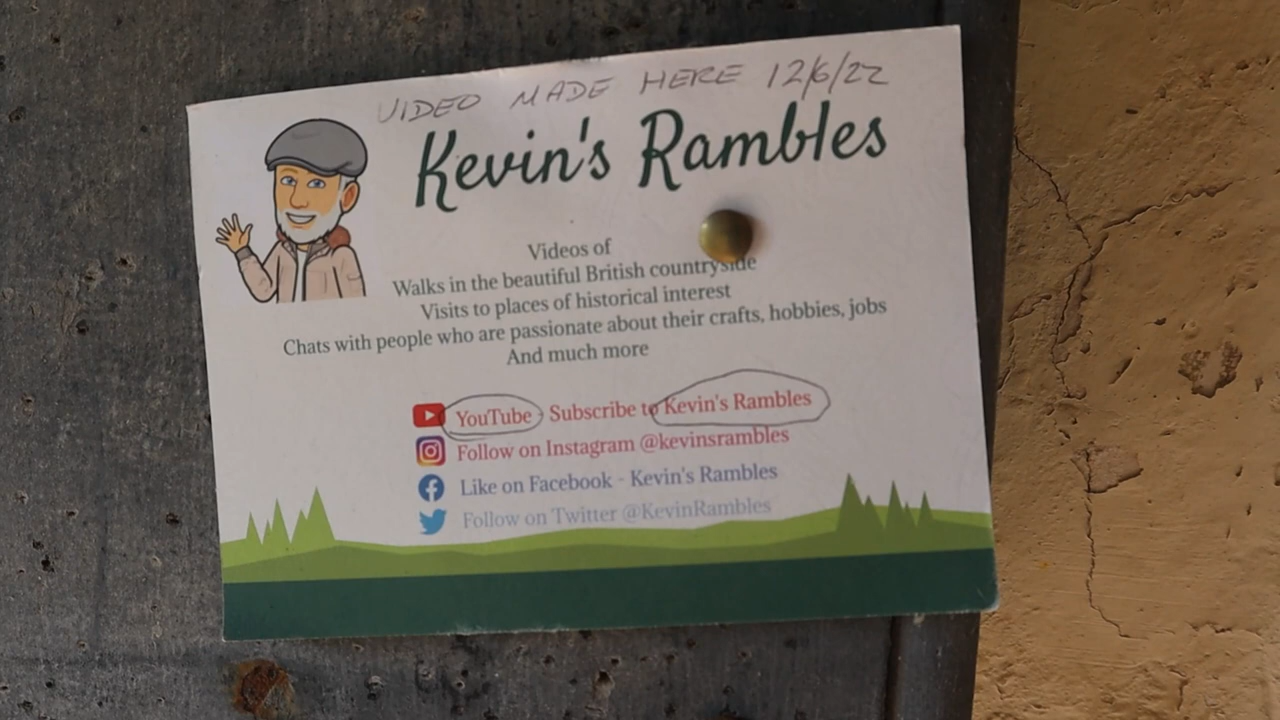 VIDEO MADE HERE 12/6/22
Kevin's Rambles
Videos of
Walks in the beautiful British countryside
Visits to places of historical interest
Chats with people who are passionate about their crafts, hobbies, jobs
And much more
YouTube Subscribe to Kevin's Rambles
Follow on Instagram @kevinsrambles
Like on Facebook - Kevin's Rambles
Follow on Twitter @KevinRambles